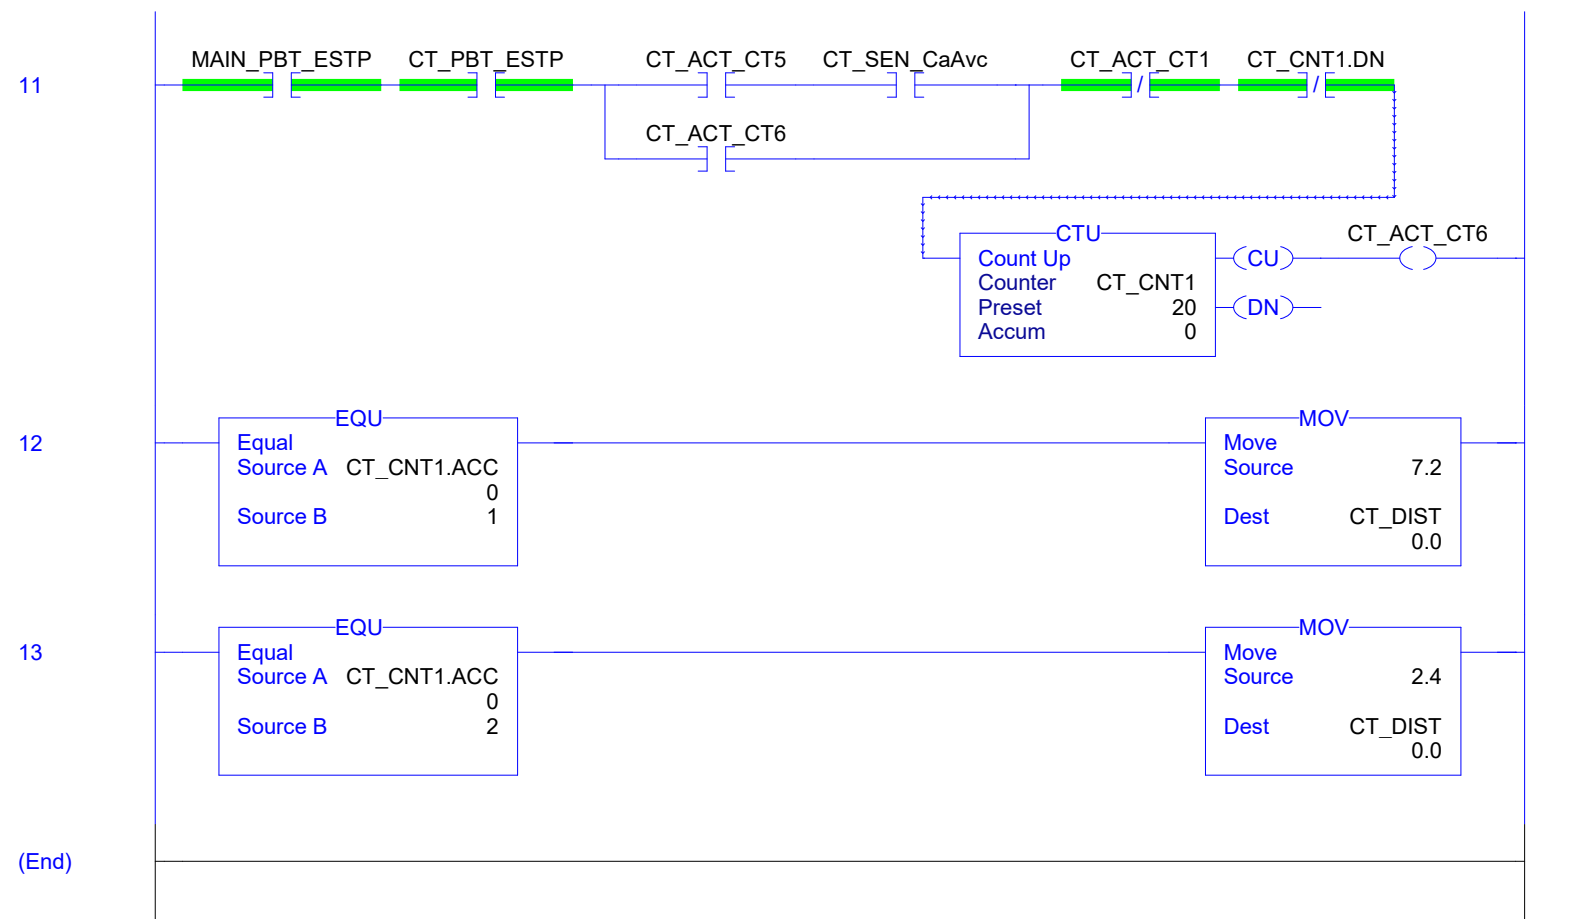 MAIN_PBT_ESTP CT_PBT_ESTP CT_ACT_CT5 CT_SEN_CaAvc CT_ACT_CT1 CT_CNT1.DN
11
/ /
CT_ACT_CT6
CTU CT_ACT_CT6
Count Up CU
Counter CT_CNT1
Preset 20 DN
Accum 0
EQU MOV
12 Equal Move
Source A CT_CNT1.ACC Source 7.2
0
Source B 1 Dest CT_DIST
0.0
EQU MOV
13 Equal Move
Source A CT_CNT1.ACC Source 2.4
0
Source B 2 Dest CT_DIST
0.0
(End)